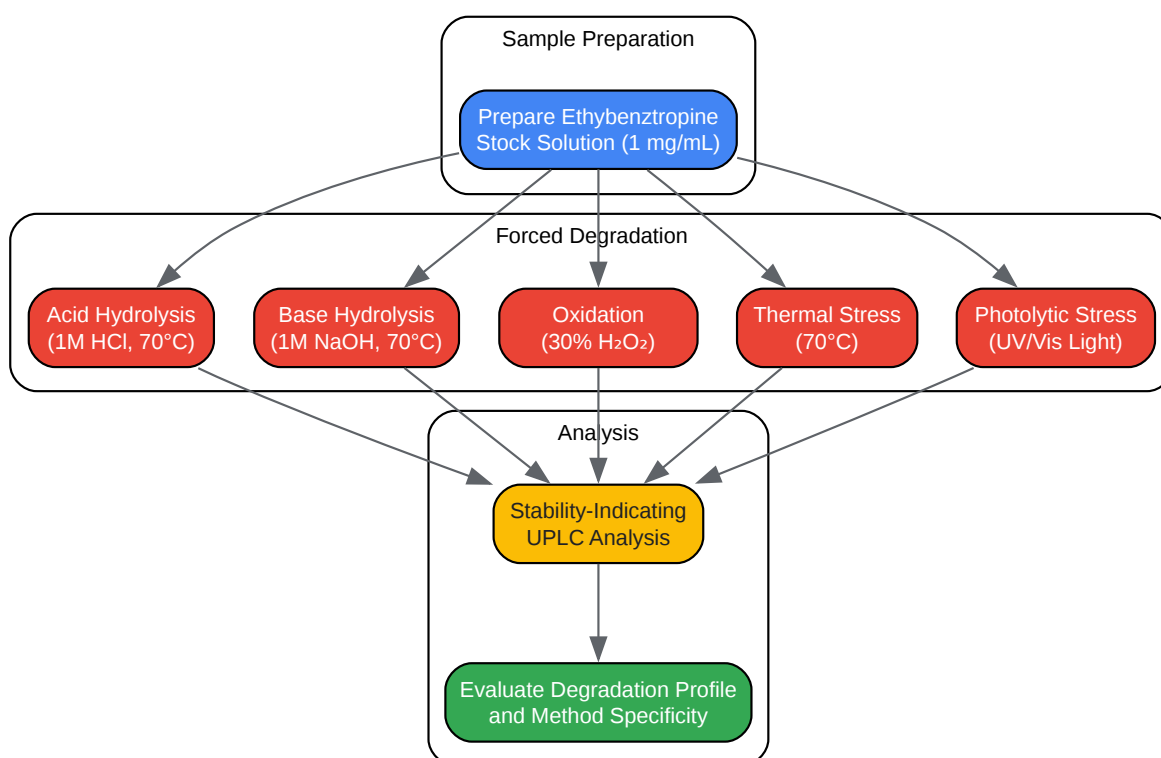 Sample Preparation
Prepare Ethybenztropine
Stock Solution (1 mg/mL)
Forced Degradation
Acid Hydrolysis
(1M HCl, 70°C)
Base Hydrolysis
(1M NaOH, 70°C)
Oxidation
(30% H₂O₂)
Thermal Stress
(70°C)
Photolytic Stress
(UV/Vis Light)
Analysis
Stability-Indicating
UPLC Analysis
Evaluate Degradation Profile
and Method Specificity